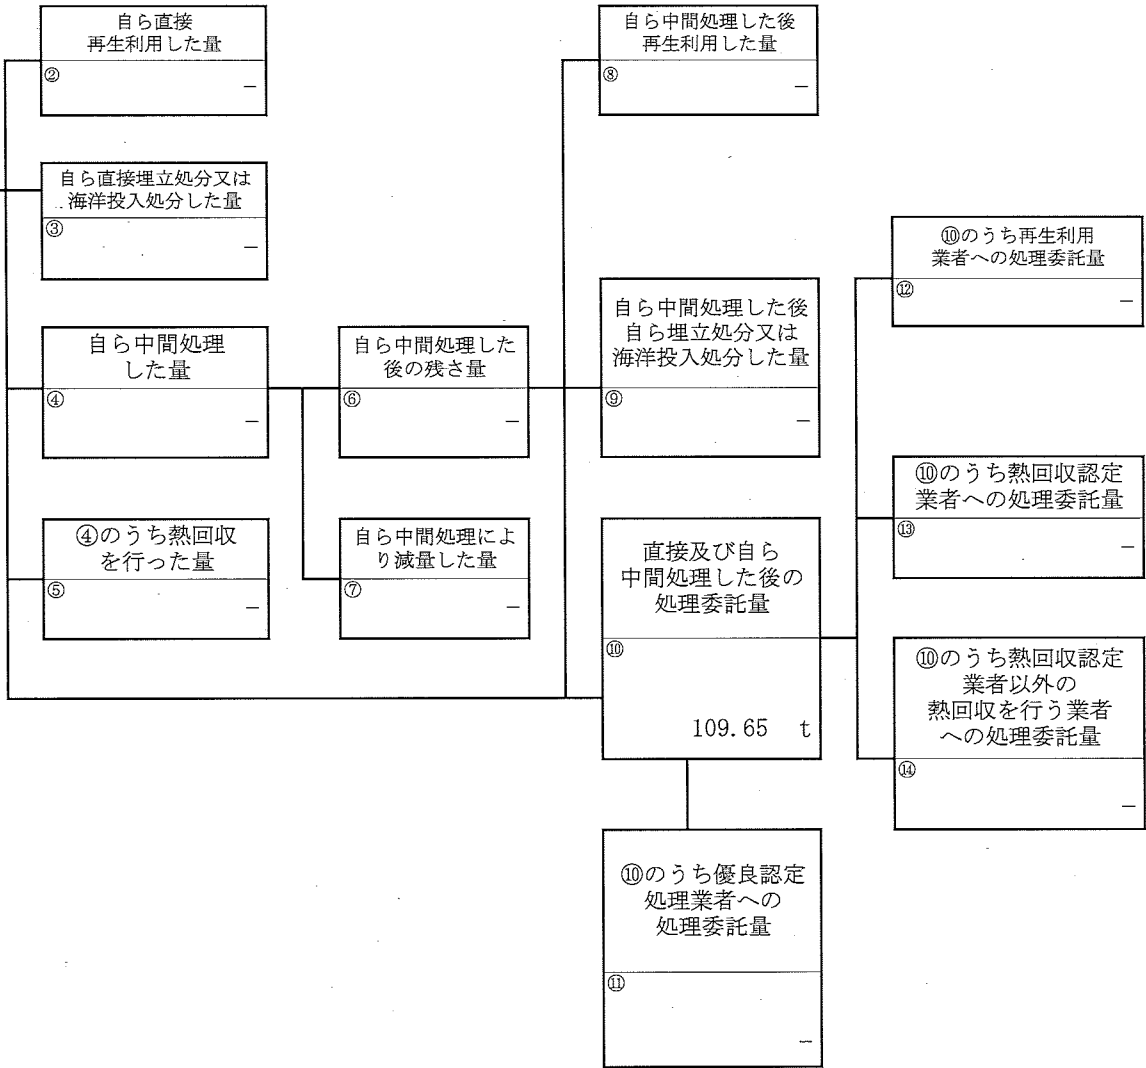 自ら直接
再生利用した量
②
－
自ら直接埋立処分又は
海洋投入処分した量
③
－
自ら中間処理
した量
④
－
④のうち熱回収
を行った量
⑤
－
自ら中間処理した
後の残さ量
⑥
－
自ら中間処理によ
り減量した量
⑦
－
自ら中間処理した後
再生利用した量
⑧
－
自ら中間処理した後
自ら埋立処分又は
海洋投入処分した量
⑨
－
直接及び自ら
中間処理した後の
処理委託量
⑩
109.65 t
⑩のうち優良認定
処理業者への
処理委託量
⑪
－
⑩のうち再生利用
業者への処理委託量
⑫
－
⑩のうち熱回収認定
業者への処理委託量
⑬
－
⑩のうち熱回収認定
業者以外の
熱回収を行う業者
への処理委託量
⑭
－